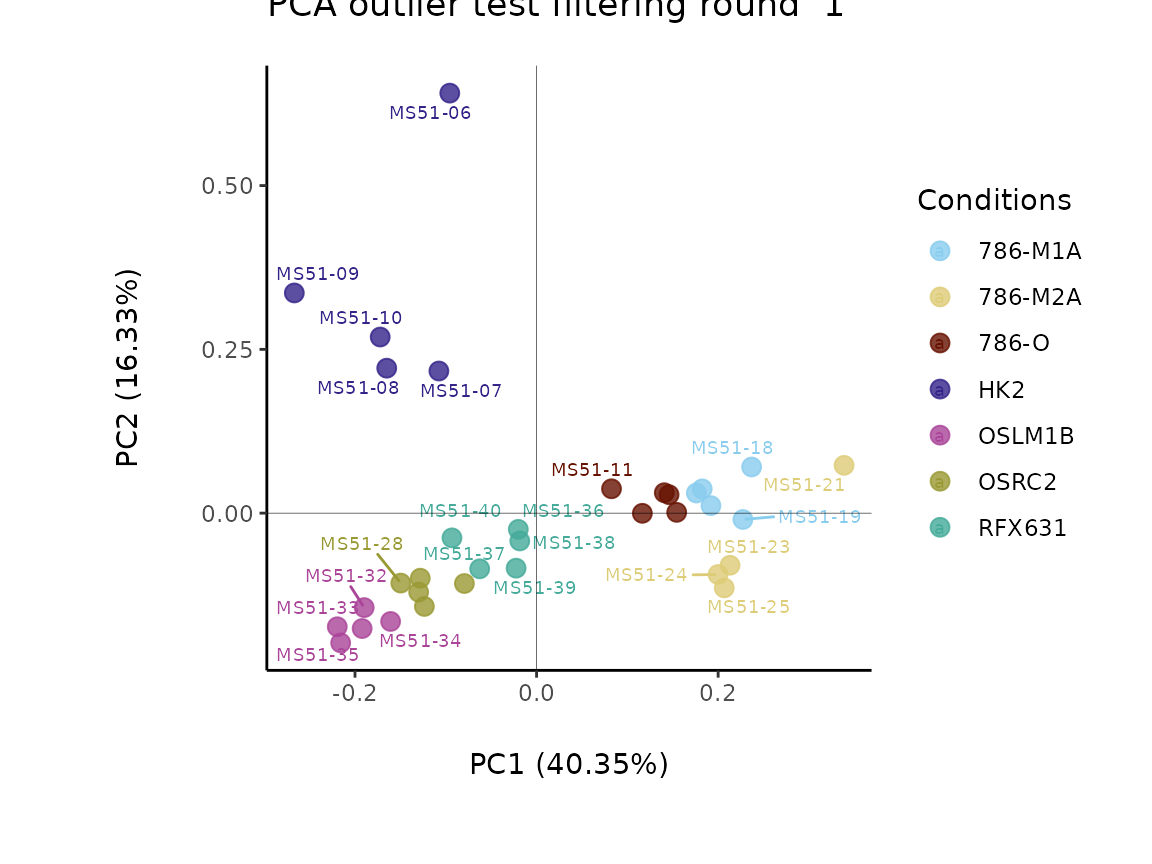 PCA outlier test filtering round 1
MS51-06
0.50
MS51-09
MS51-10
0.25
MS51-08
MS51-07
MS51-18
MS51-11
MS51-21
MS51-40
MS51-36
0.00
MS51-19
MS51-28
MS51-37
MS51-38
MS51-23
MS51-32
MS51-24
MS51-39
MS51-33
MS51-25
MS51-34
MS51-35
-0.2
0.0
0.2
PC1 (40.35%)
PC2 (16.33%)
Conditions
a 786-M1A
a 786-M2A
a 786-O
a HK2
a OSLM1B
a OSRC2
a RFX631